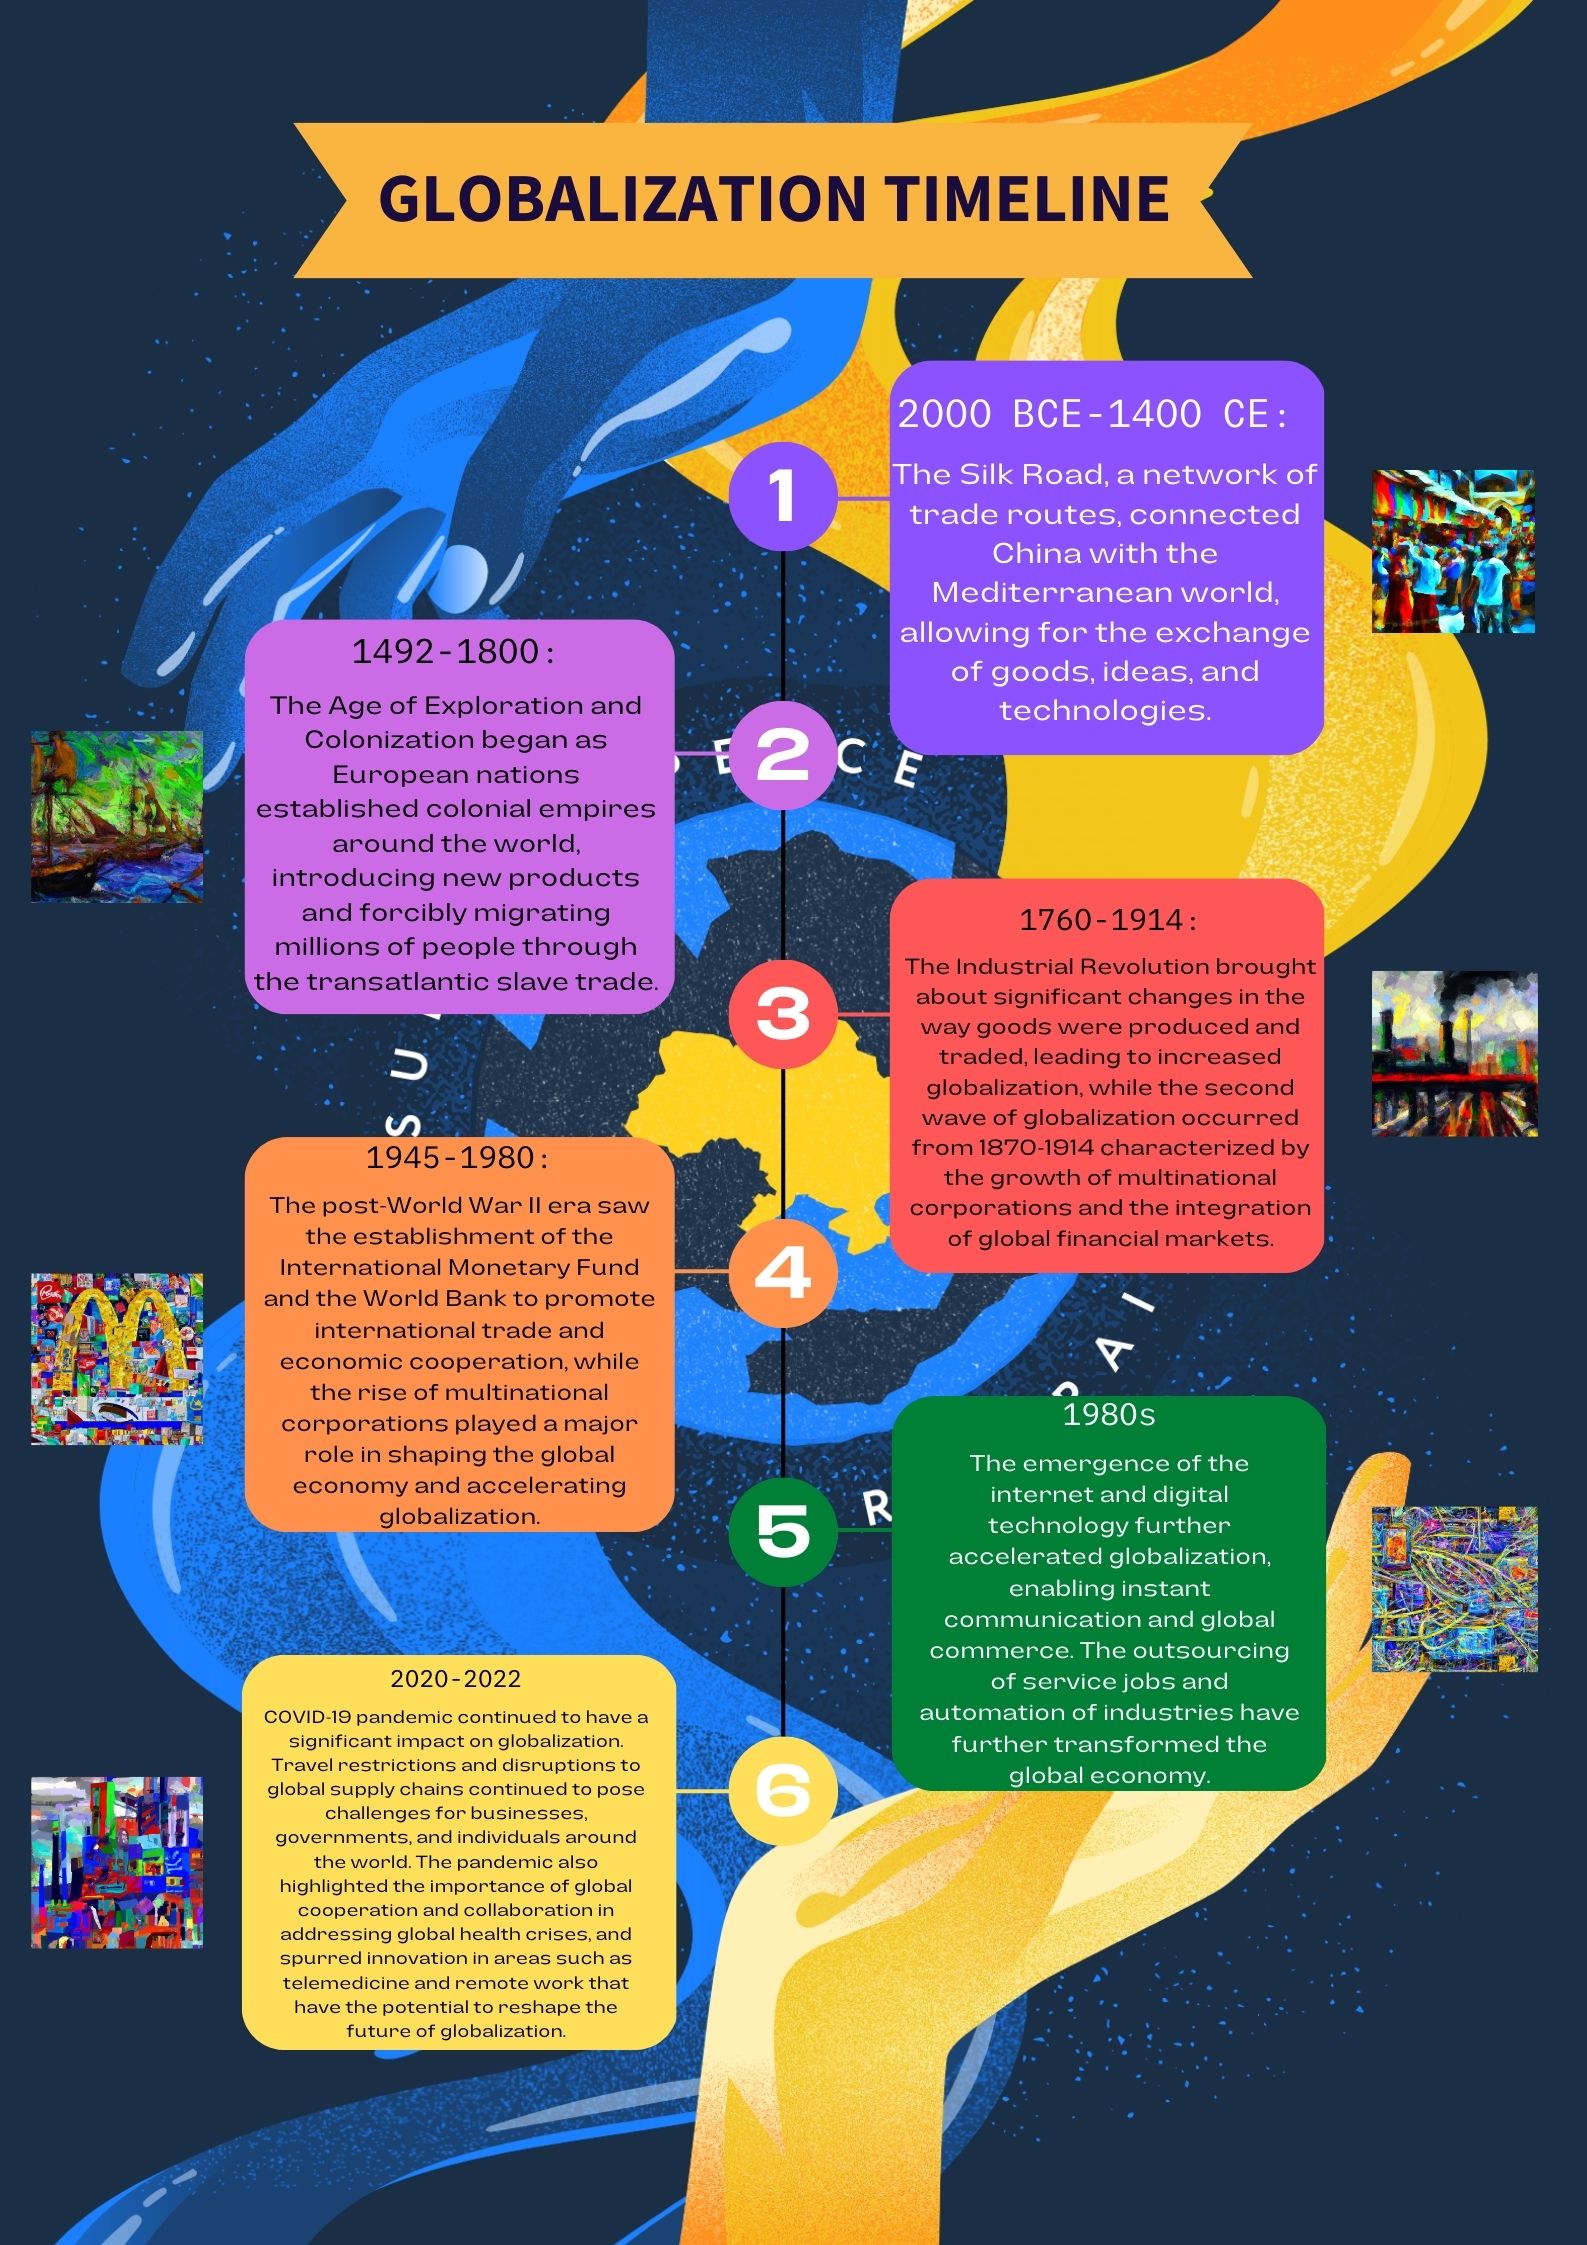 GLOBALIZATION TIMELINE
1
2000 BCE-1400 CE:
The Silk Road, a network of
trade routes, connected
China with the
Mediterranean world,
allowing for the exchange
of goods, ideas, and
technologies.
2
1492-1800:
The Age of Exploration and
Colonization began as
European nations
established colonial empires
around the world,
introducing new products
and forcibly migrating
millions of people through
the transatlantic slave trade.
3
1760-1914:
The Industrial Revolution brought
about significant changes in the
way goods were produced and
traded, leading to increased
globalization, while the second
wave of globalization occurred
from 1870-1914 characterized by
the growth of multinational
corporations and the integration
of global financial markets.
4
1945-1980:
The post-World War II era saw
the establishment of the
International Monetary Fund
and the World Bank to promote
international trade and
economic cooperation, while
the rise of multinational
corporations played a major
role in shaping the global
economy and accelerating
globalization.
5
1980s
The emergence of the
internet and digital
technology further
accelerated globalization,
enabling instant
communication and global
commerce. The outsourcing
of service jobs and
automation of industries have
further transformed the
global economy.
6
2020-2022
COVID-19 pandemic continued to have a
significant impact on globalization.
Travel restrictions and disruptions to
global supply chains continued to pose
challenges for businesses,
governments, and individuals around
the world. The pandemic also
highlighted the importance of global
cooperation and collaboration in
addressing global health crises, and
spurred innovation in areas such as
telemedicine and remote work that
have the potential to reshape the
future of globalization.